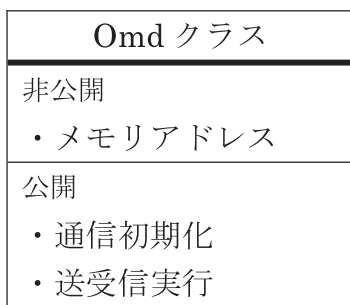 Omd クラス
非公開
・メモリアドレス
公開
・通信初期化
・送受信実行